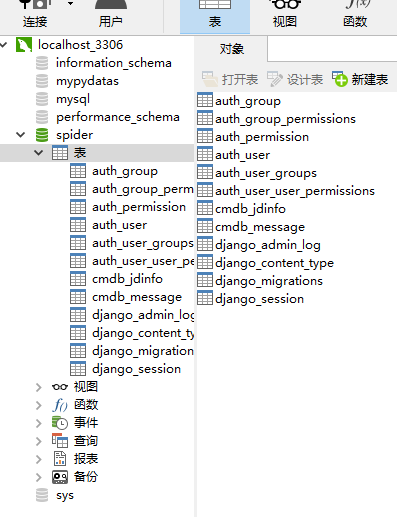 连接
用户
表
视图
函数
localhost_3306
information_schema
mypydatas
mysql
performance_schema
spider
表
auth_group
auth_group_perm
auth_permission
auth_user
auth_user_groups
auth_user_user_pe
cmdb_jdinfo
cmdb_message
django_admin_log
django_content_ty
django_migration
django_session
视图
f()
函数
事件
查询
报表
备份
sys
对象
打开表
设计表
新建表
auth_group
auth_group_permissions
auth_permission
auth_user
auth_user_groups
auth_user_user_permissions
cmdb_jdinfo
cmdb_message
django_admin_log
django_content_type
django_migrations
django_session